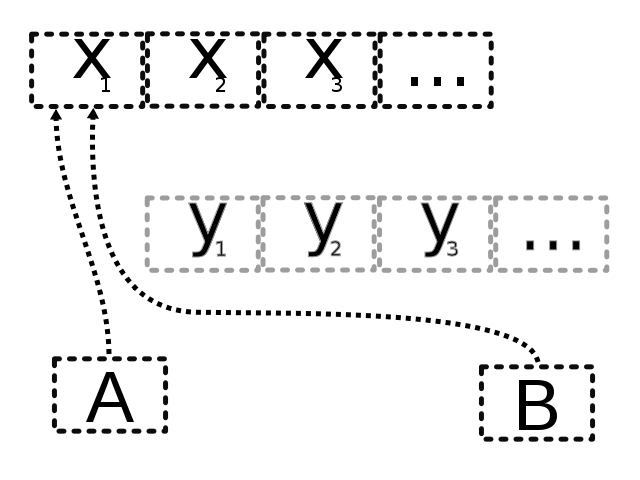 x₁ x₂ x₃ ...
y₁ y₂ y₃ ...
A B